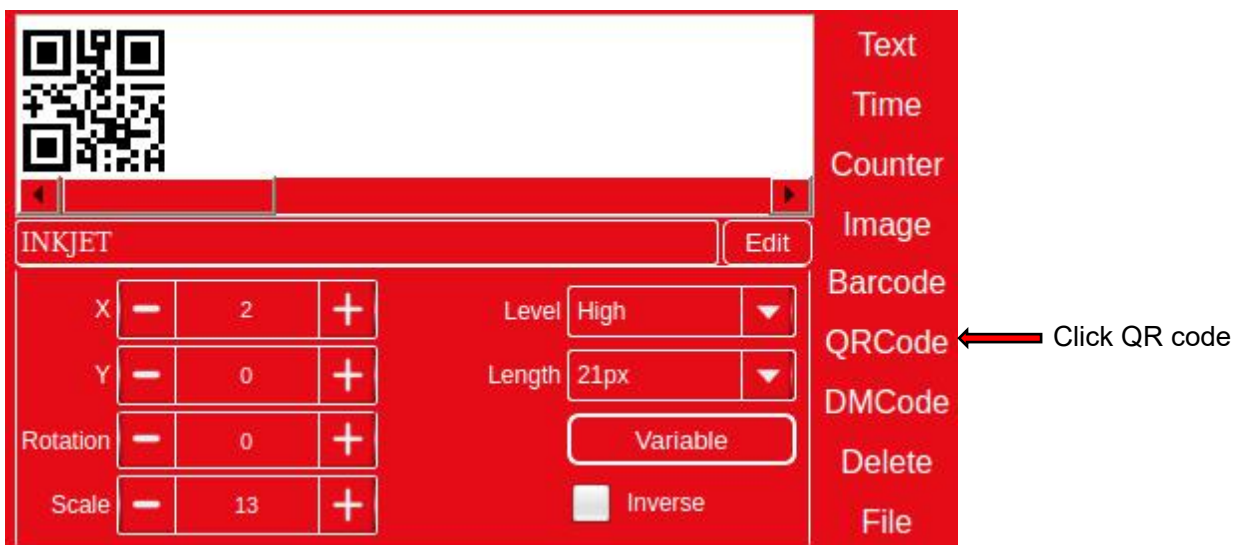 Text
Time
Counter
Image
INKJET
Edit
Barcode
X
2
Level
High
QRCode
Click QR code
Y
0
Length
21px
DMCode
Rotation
0
Variable
Delete
Scale
13
Inverse
File